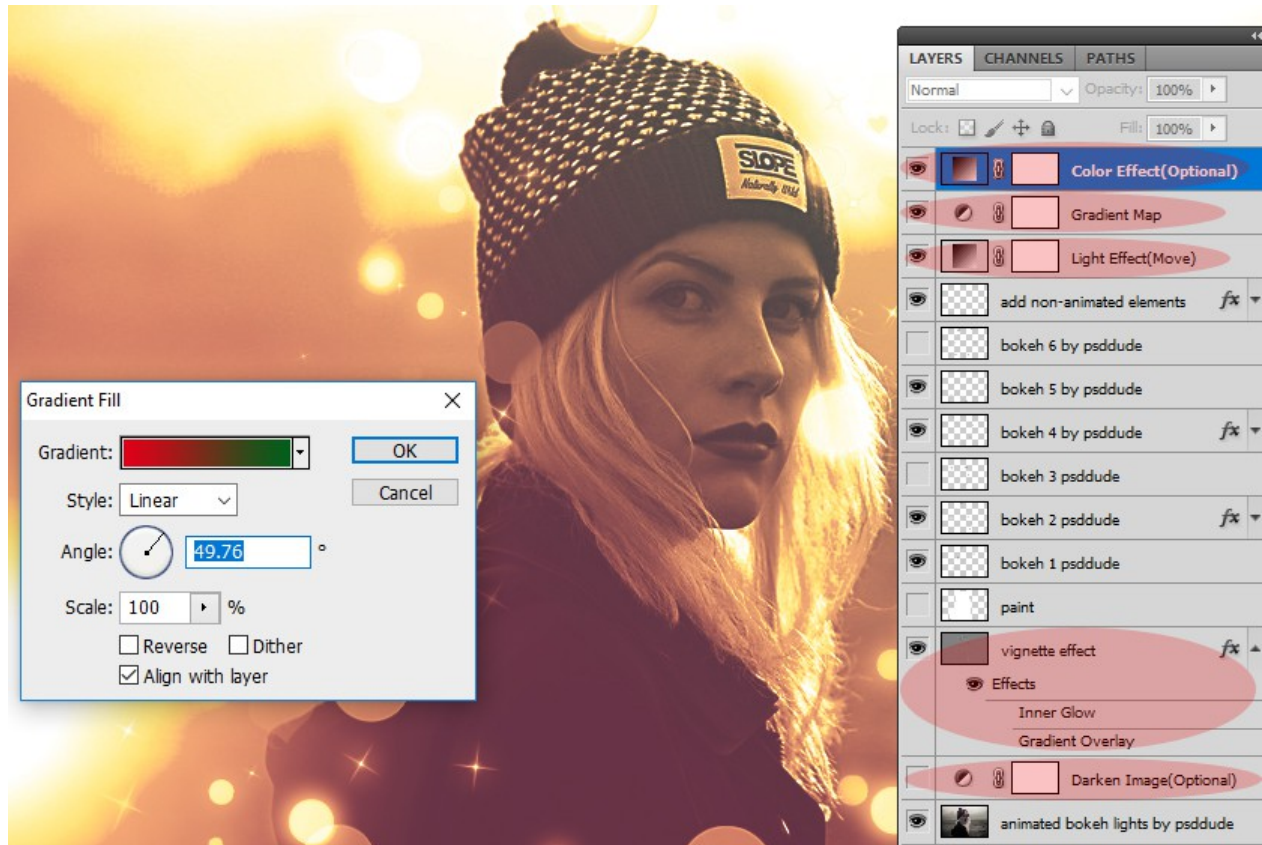 SLOPE
Naturally Wild
Gradient Fill
Gradient:
OK
Style: Linear
Cancel
Angle: 49.76 °
Scale: 100 %
Reverse Dither
Align with layer
LAYERS CHANNELS PATHS
Normal Opacity: 100%
Lock: Fill: 100%
Color Effect(Optional)
Gradient Map
Light Effect(Move)
add non-animated elements fx
bokeh 6 by psddude
bokeh 5 by psddude
bokeh 4 by psddude fx
bokeh 3 psddude
bokeh 2 psddude fx
bokeh 1 psddude
paint
vignette effect fx
Effects
Inner Glow
Gradient Overlay
Darken Image(Optional)
animated bokeh lights by psddude